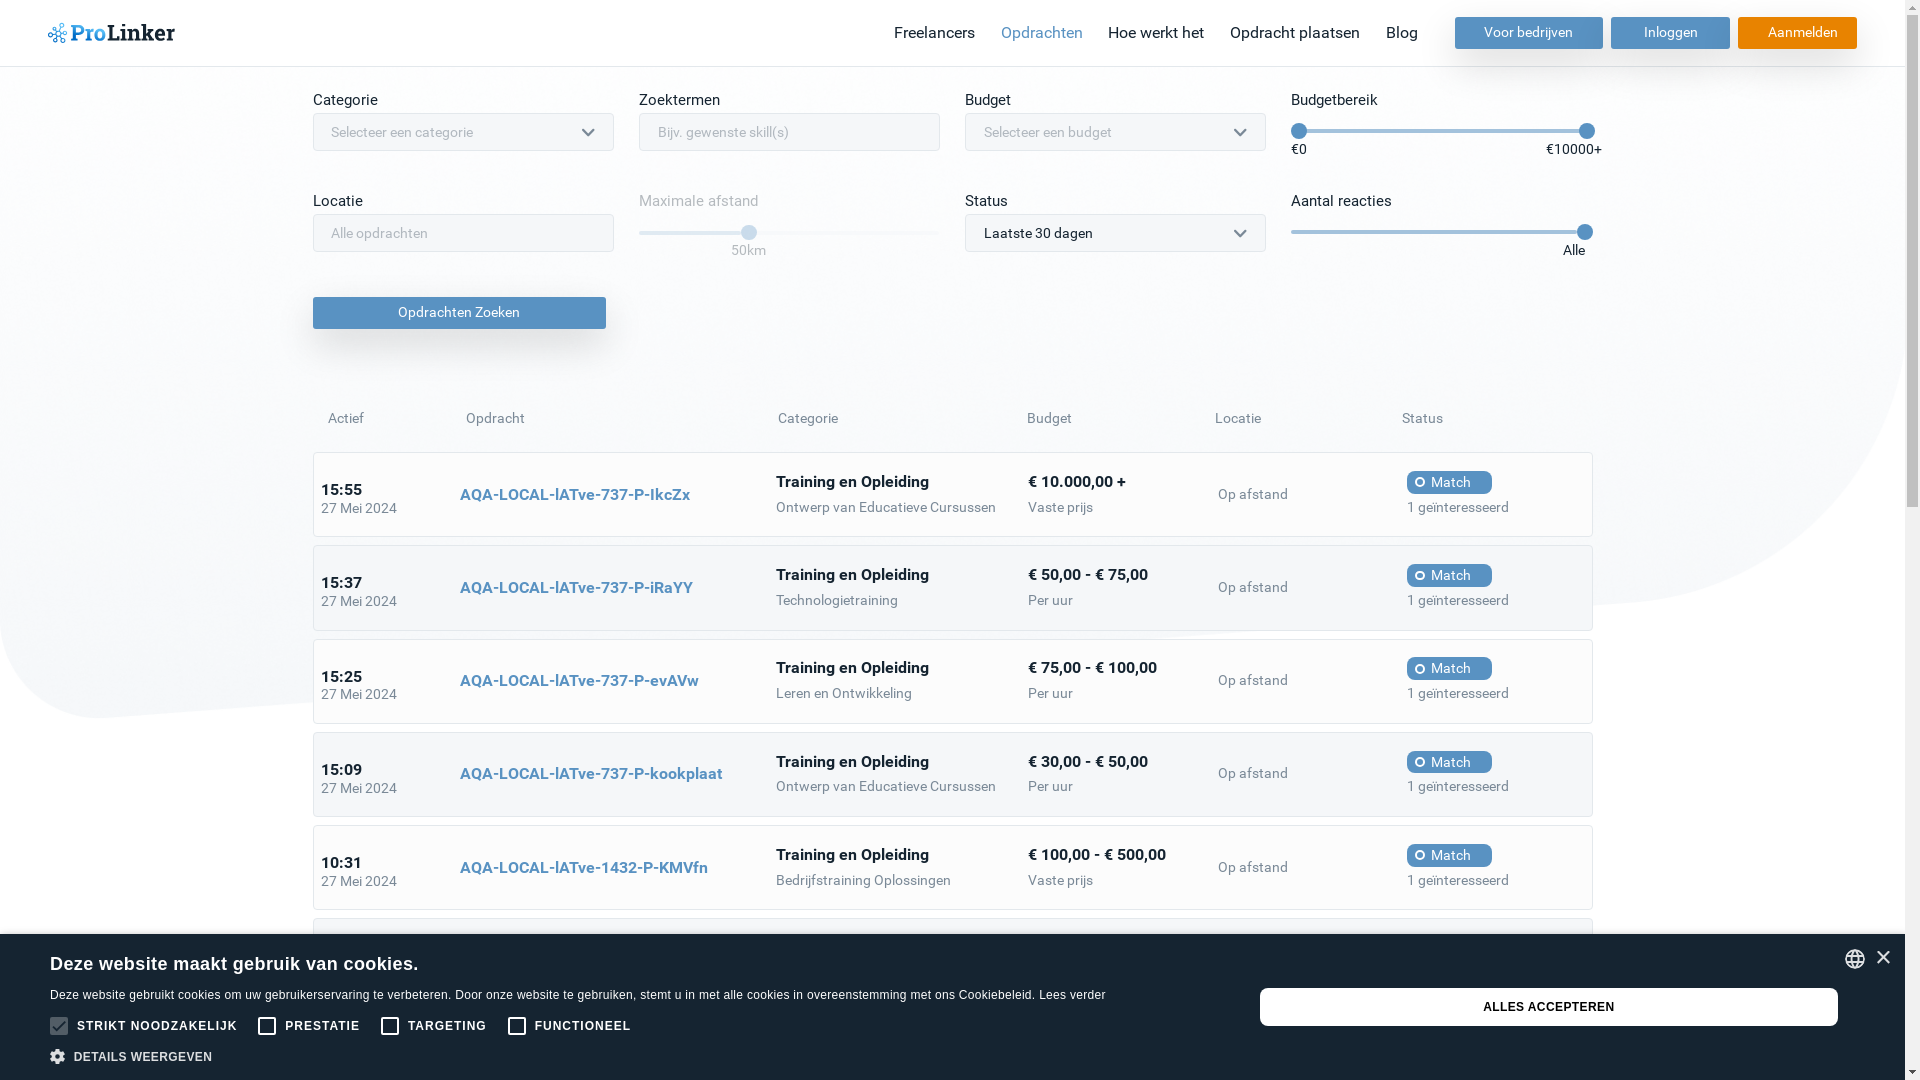 ProLinker
Freelancers Opdrachten Hoe werkt het Opdracht plaatsen Blog Voor bedrijven Inloggen Aanmelden
Categorie Zoektermen Budget Budgetbereik
Selecteer een categorie Bijv. gewenste skill(s) Selecteer een budget
€0 €10000+
Locatie Maximale afstand Status Aantal reacties
Alle opdrachten Laatste 30 dagen
50km Alle
Opdrachten Zoeken
Actief Opdracht Categorie Budget Locatie Status
15:55 AQA-LOCAL-lATve-737-P-IkcZx Training en Opleiding € 10.000,00 + Op afstand Match
27 Mei 2024 Ontwerp van Educatieve Cursussen Vaste prijs 1 geïnteresseerd
15:37 AQA-LOCAL-lATve-737-P-iRaYY Training en Opleiding € 50,00 - € 75,00 Op afstand Match
27 Mei 2024 Technologietraining Per uur 1 geïnteresseerd
15:25 AQA-LOCAL-lATve-737-P-evAVw Training en Opleiding € 75,00 - € 100,00 Op afstand Match
27 Mei 2024 Leren en Ontwikkeling Per uur 1 geïnteresseerd
15:09 AQA-LOCAL-lATve-737-P-kookplaat Training en Opleiding € 30,00 - € 50,00 Op afstand Match
27 Mei 2024 Ontwerp van Educatieve Cursussen Per uur 1 geïnteresseerd
10:31 AQA-LOCAL-lATve-1432-P-KMVfn Training en Opleiding € 100,00 - € 500,00 Op afstand Match
27 Mei 2024 Bedrijfstraining Oplossingen Vaste prijs 1 geïnteresseerd
Deze website maakt gebruik van cookies.
Deze website gebruikt cookies om uw gebruikerservaring te verbeteren. Door onze website te gebruiken, stemt u in met alle cookies in overeenstemming met ons Cookiebeleid. Lees verder
STRIKT NOODZAKELIJK PRESTATIE TARGETING FUNCTIONEEL
DETAILS WEERGEVEN
ALLES ACCEPTEREN